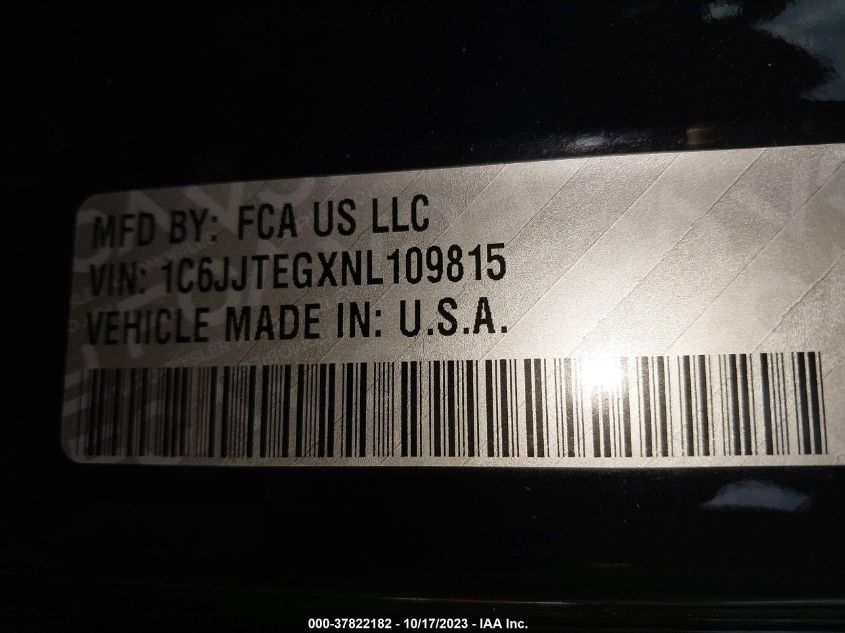 MFD BY: FCA US LLC
VIN: 1C6JJTEGXNL109815
VEHICLE MADE IN: U.S.A.
000-37822182 - 10/17/2023 - IAA Inc.